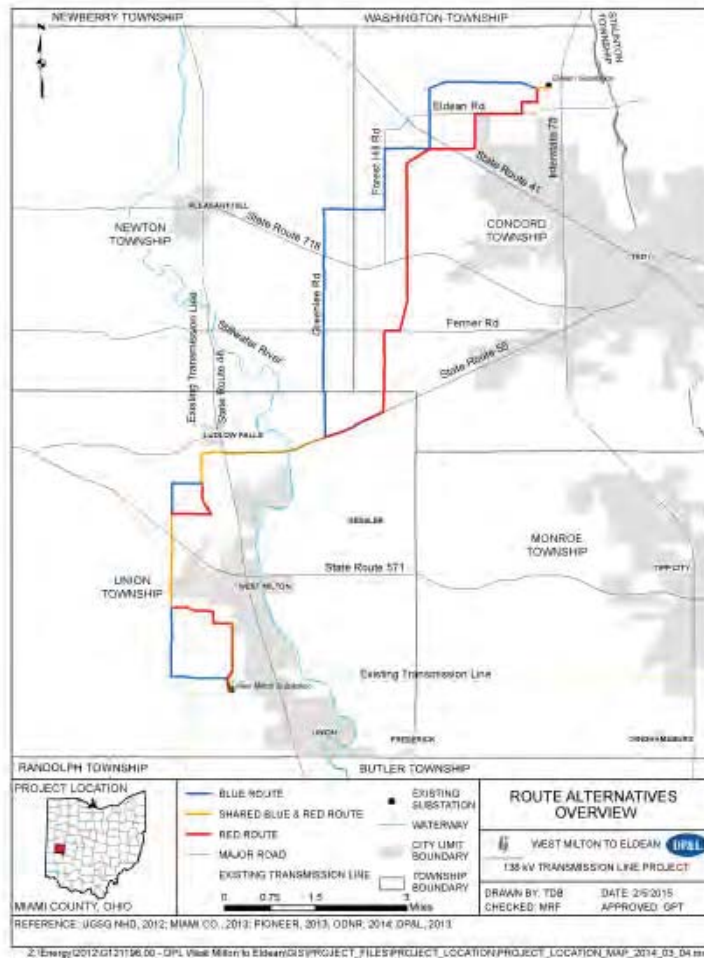 NEWBERRY TOWNSHIP
WASHINGTON TOWNSHIP
STAUNTON
TOWNSHIP
Eldean Rd
Forest Hill Rd
Interstate 75
State Route 41
PLEASANT HILL
NEWTON
TOWNSHIP
State Route 718
CONCORD
TOWNSHIP
TROY
Greenlee Rd
Existing Transmission Line
State Route 48
Stillwater River
Fenner Rd
State Route 55
LUDLOW FALLS
KESSLER
MONROE
TOWNSHIP
UNION
TOWNSHIP
State Route 571
WEST MILTON
TIPP CITY
West Milton Substation
Existing Transmission Line
UNION
FREDERICK
RANDOLPH TOWNSHIP
BUTLER TOWNSHIP
PROJECT LOCATION
MIAMI COUNTY, OHIO
BLUE ROUTE
SHARED BLUE & RED ROUTE
RED ROUTE
MAJOR ROAD
EXISTING TRANSMISSION LINE
0 0.75 1.5 3
Miles
EXISTING
SUBSTATION
WATERWAY
CITY LIMIT
BOUNDARY
TOWNSHIP
BOUNDARY
ROUTE ALTERNATIVES
OVERVIEW
WEST MILTON TO ELDEAN DP&L
138 kV TRANSMISSION LINE PROJECT
DRAWN BY: TDB DATE: 2/5/2015
CHECKED: MRF APPROVED: GPT
REFERENCE: USGS NHD, 2012; MIAMI CO., 2013; PIONEER, 2013, ODNR, 2014; DP&L, 2013